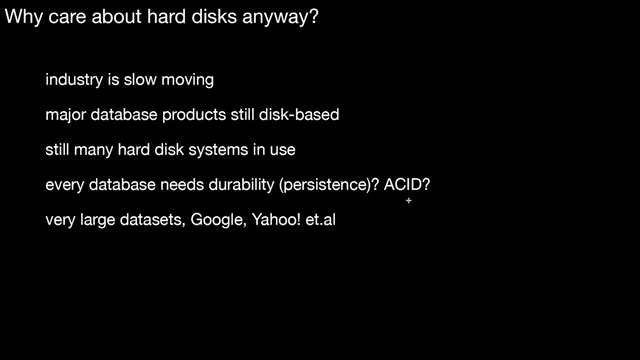 Why care about hard disks anyway?
industry is slow moving
major database products still disk-based
still many hard disk systems in use
every database needs durability (persistence)? ACID?
very large datasets, Google, Yahoo! et.al